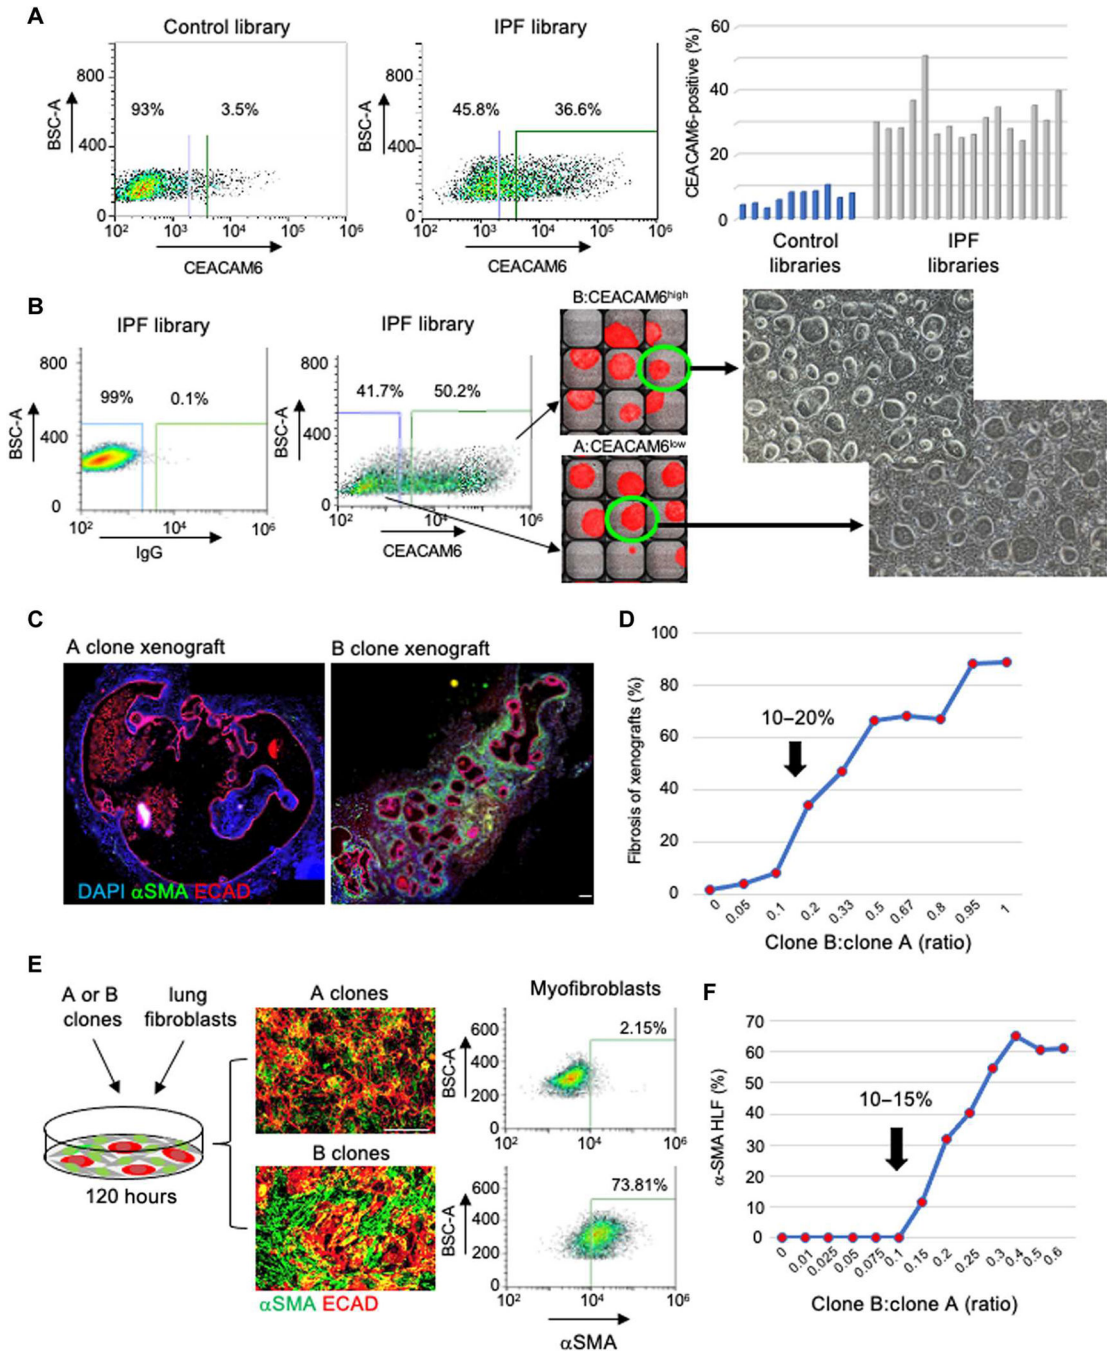 A
Control library
BSC-A
800
400
0
93%
3.5%
10²
10³
10⁴
10⁵
10⁶
CEACAM6
IPF library
BSC-A
800
400
0
45.8%
36.6%
10²
10³
10⁴
10⁵
10⁶
CEACAM6
CEACAM6-positive (%)
60
40
20
0
Control
libraries
IPF
libraries
B
IPF library
BSC-A
800
400
0
99%
0.1%
10²
10⁴
10⁶
IgG
IPF library
BSC-A
800
400
0
41.7%
50.2%
10²
10³
10⁴
10⁶
CEACAM6
B:CEACAM6ʰⁱᵍʰ
A:CEACAM6ˡᵒʷ
C
A clone xenograft
DAPI αSMA ECAD
B clone xenograft
D
Fibrosis of xenografts (%)
100
80
60
40
20
0
10–20%
0
0.05
0.1
0.2
0.33
0.5
0.67
0.8
0.95
1
Clone B:clone A (ratio)
E
A or B
clones
lung
fibroblasts
120 hours
A clones
B clones
αSMA ECAD
Myofibroblasts
BSC-A
600
400
200
0
2.15%
10²
10⁴
10⁶
BSC-A
600
400
200
73.81%
10²
10⁴
10⁶
αSMA
F
α-SMA HLF (%)
70
60
50
40
30
20
10
0
10–15%
0
0.01
0.025
0.05
0.075
0.1
0.15
0.2
0.25
0.3
0.4
0.5
0.6
Clone B:clone A (ratio)